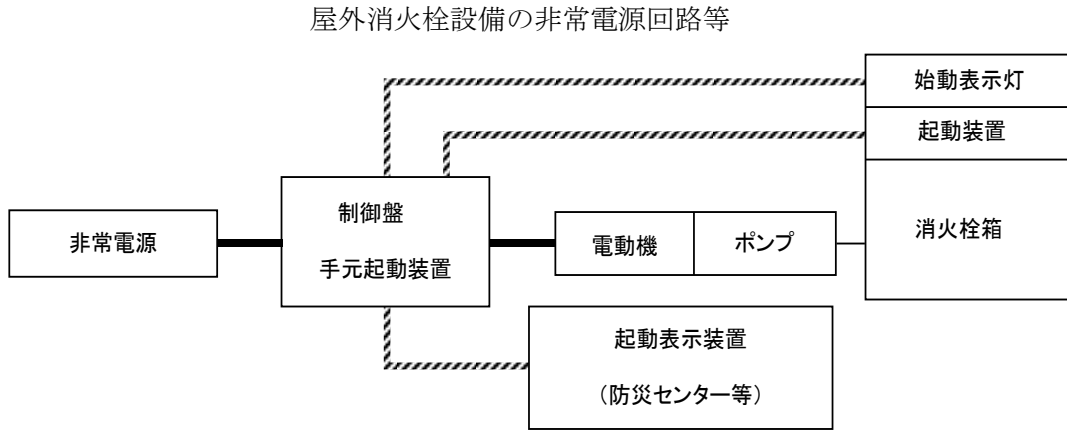 屋外消火栓設備の非常電源回路等
始動表示灯
起動装置
消火栓箱
非常電源
制御盤
手元起動装置
電動機
ポンプ
起動表示装置
（防災センター等）